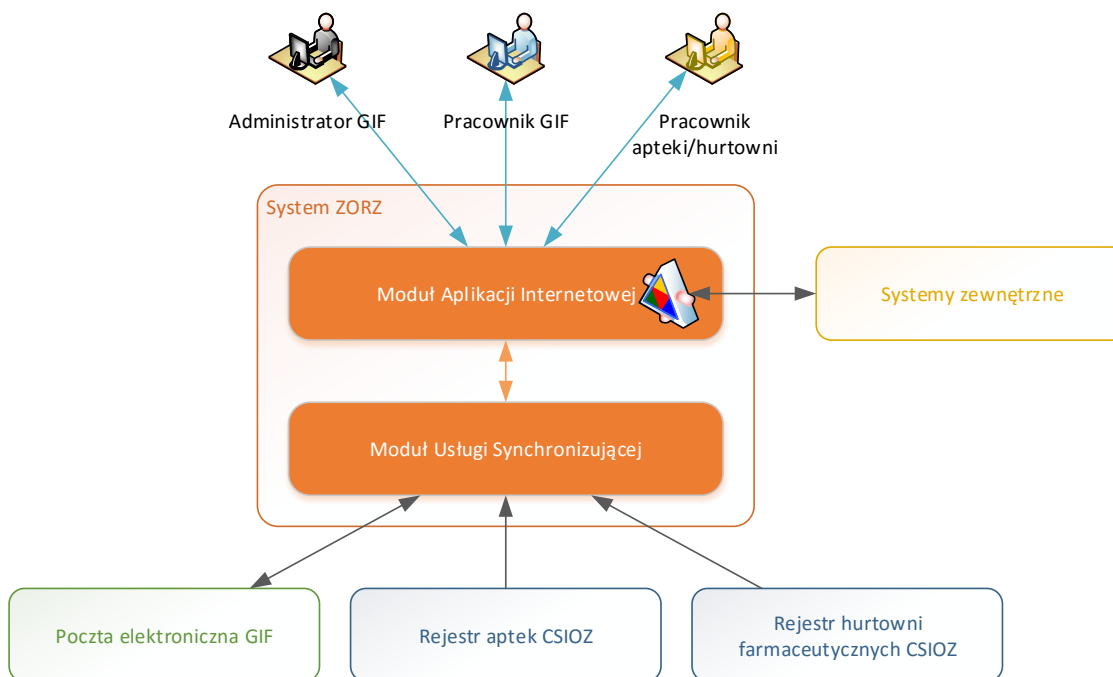 Administrator GIF
Pracownik GIF
Pracownik
apteki/hurtowni
System ZORZ
Moduł Aplikacji Internetowej
Systemy zewnętrzne
Moduł Usługi Synchronizującej
Poczta elektroniczna GIF
Rejestr aptek CSIOZ
Rejestr hurtowni
farmaceutycznych CSIOZ